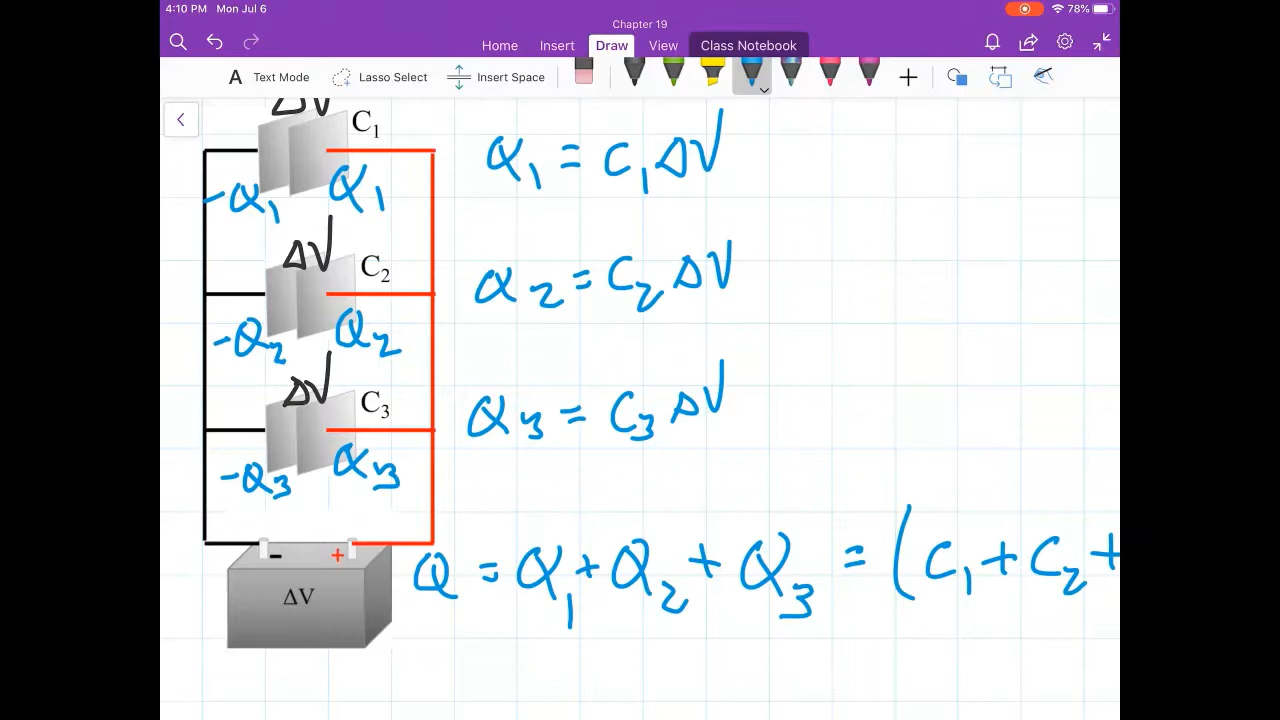 4:10 PM Mon Jul 6
78%
Chapter 19
Home Insert Draw View Class Notebook
A Text Mode Lasso Select Insert Space
ΔV
C₁
Q₁ = C₁ΔV
-Q₁ Q₁
ΔV
C₂
Q₂ = C₂ΔV
-Q₂ Q₂
ΔV
C₃
Q₃ = C₃ΔV
-Q₃ Q₃
- +
Q = Q₁ + Q₂ + Q₃ = (C₁ + C₂ +
ΔV